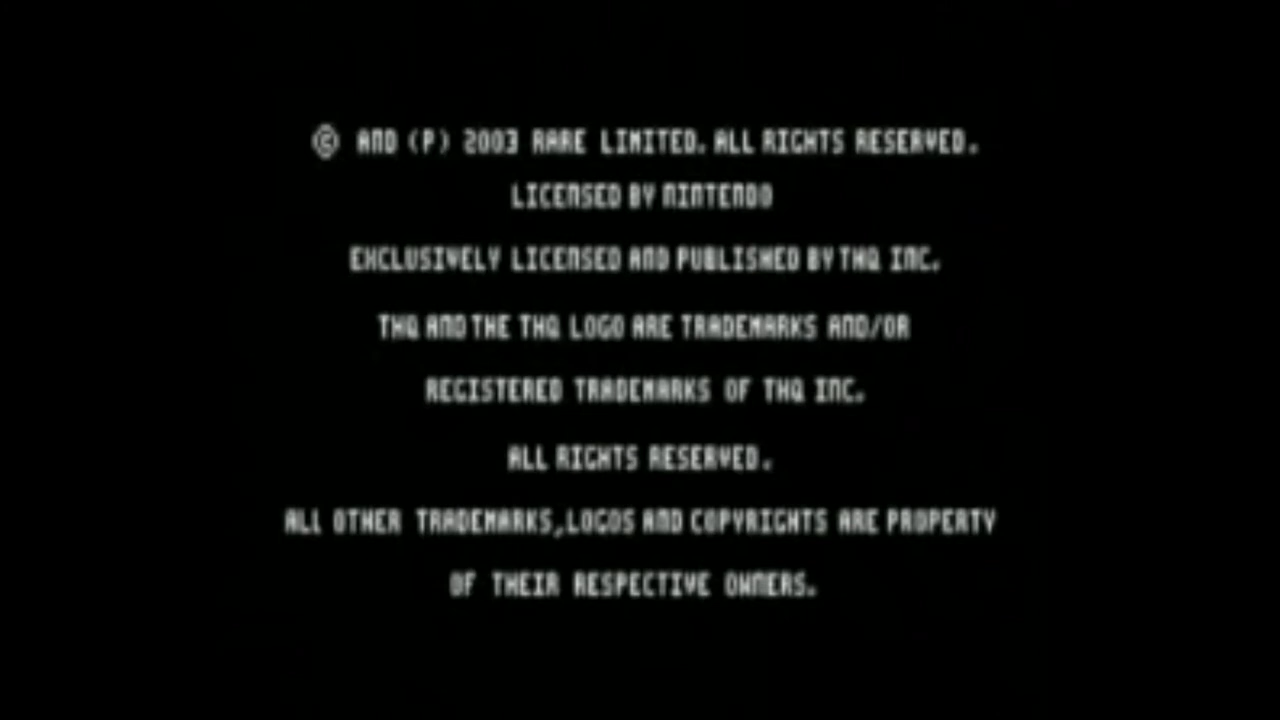 © AND (P) 2003 RARE LIMITED. ALL RIGHTS RESERVED.
LICENSED BY NINTENDO
EXCLUSIVELY LICENSED AND PUBLISHED BY THQ INC.
THQ AND THE THQ LOGO ARE TRADEMARKS AND/OR
REGISTERED TRADEMARKS OF THQ INC.
ALL RIGHTS RESERVED.
ALL OTHER TRADEMARKS,LOGOS AND COPYRIGHTS ARE PROPERTY
OF THEIR RESPECTIVE OWNERS.